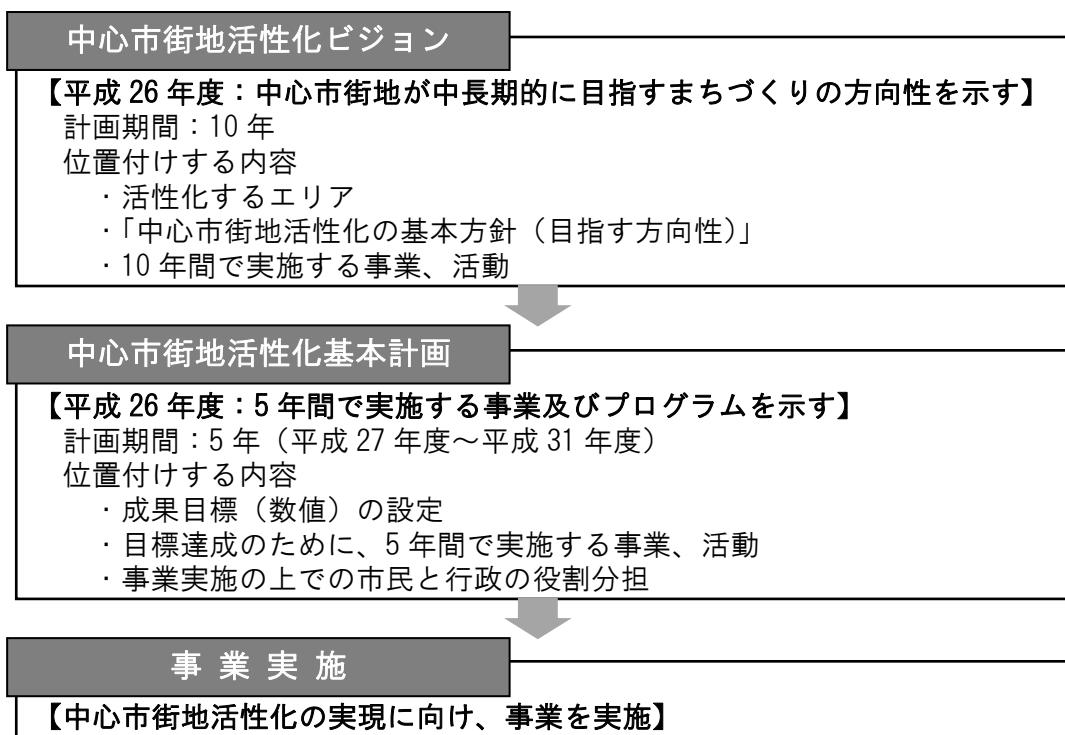 中心市街地活性化ビジョン
【平成 26 年度：中心市街地が中長期的に目指すまちづくりの方向性を示す】
計画期間：10 年
位置付けする内容
・活性化するエリア
・「中心市街地活性化の基本方針（目指す方向性）」
・10 年間で実施する事業、活動
中心市街地活性化基本計画
【平成 26 年度：5 年間で実施する事業及びプログラムを示す】
計画期間：5 年（平成 27 年度～平成 31 年度）
位置付けする内容
・成果目標（数値）の設定
・目標達成のために、5 年間で実施する事業、活動
・事業実施の上での市民と行政の役割分担
事 業 実 施
【中心市街地活性化の実現に向け、事業を実施】